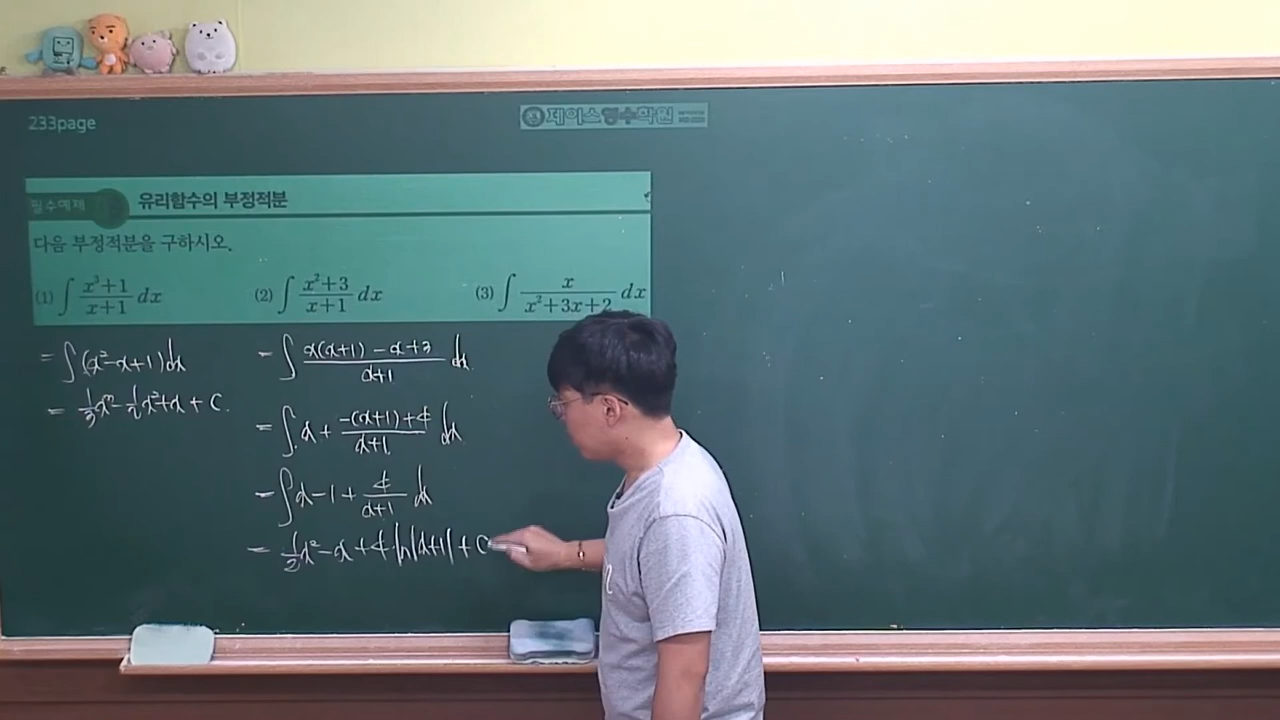 233page
제이스영수학원
필수예제
유리함수의 부정적분
다음 부정적분을 구하시오.
(1) ∫ (x³+1)/(x+1) dx (2) ∫ (x²+3)/(x+1) dx (3) ∫ x/(x²+3x+2) dx
= ∫(x²-x+1)dx
= 1/3x³-1/2x²+x+C.
= ∫ (x(x+1)-x+3)/(x+1) dx.
= ∫ x + (-(x+1)+4)/(x+1) dx
= ∫ x-1+ 4/(x+1) dx
= 1/2x²-x+4 ln|x+1|+C